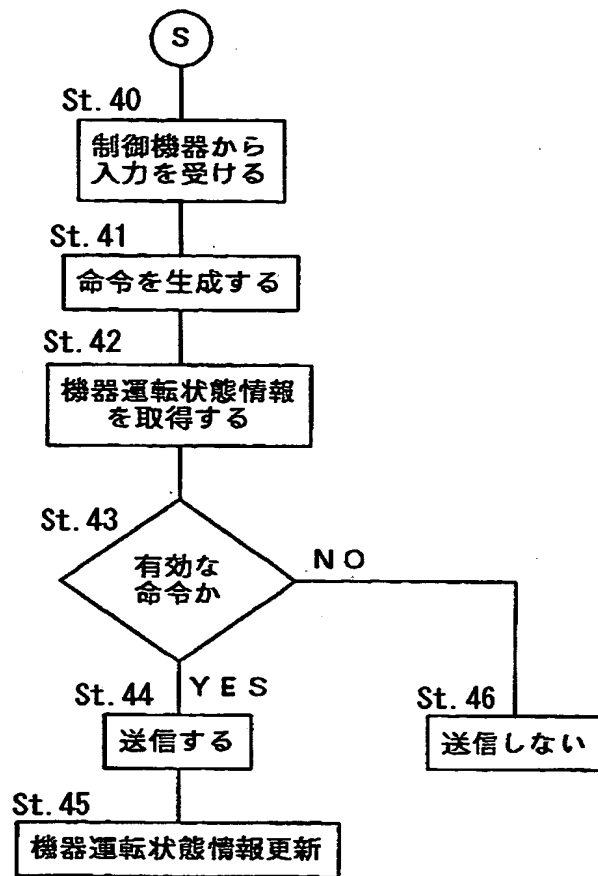 S
St. 40
制御機器から
入力を受ける
St. 41
命令を生成する
St. 42
機器運転状態情報
を取得する
St. 43
有効な
命令か
NO
YES
St. 44
送信する
St. 46
送信しない
St. 45
機器運転状態情報更新